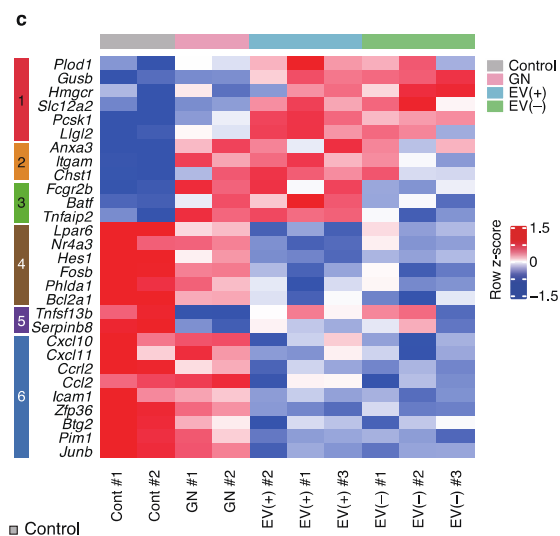 c
Control
GN
EV(+)
EV(−)
1
2
3
4
5
6
Plod1
Gusb
Hmgcr
Slc12a2
Pcsk1
Llgl2
Anxa3
Itgam
Chst1
Fcgr2b
Batf
Tnfaip2
Lpar6
Nr4a3
Hes1
Fosb
Phlda1
Bcl2a1
Tnfsf13b
Serpinb8
Cxcl10
Cxcl11
Ccrl2
Ccl2
Icam1
Zfp36
Btg2
Pim1
Junb
Row z-score
1.5
0
−1.5
Cont #1
Cont #2
GN #1
GN #2
EV(+) #2
EV(+) #1
EV(+) #3
EV(−) #1
EV(−) #2
EV(−) #3
Control